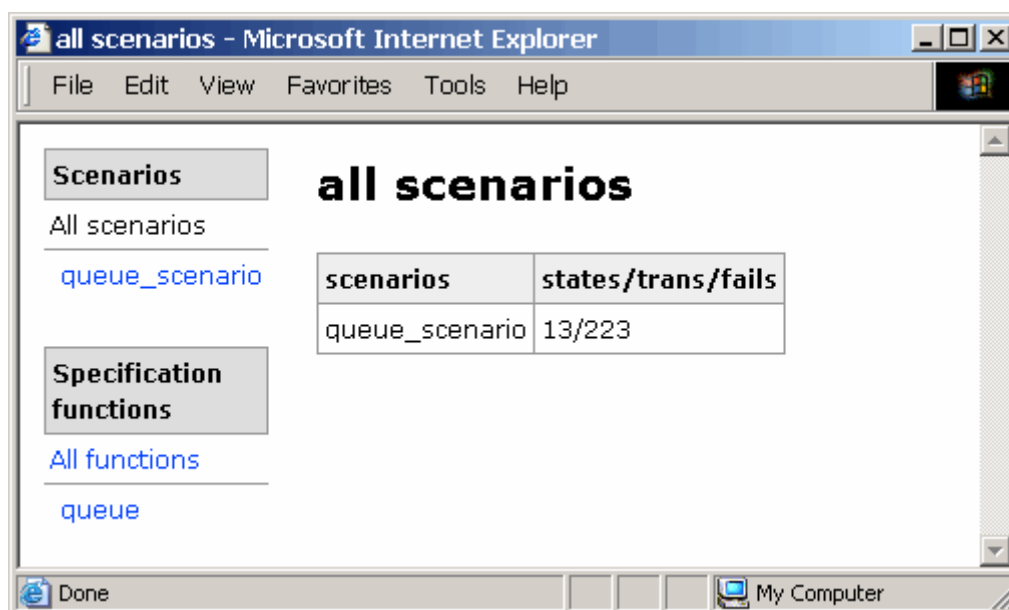 all scenarios - Microsoft Internet Explorer
File Edit View Favorites Tools Help
Scenarios
All scenarios
queue_scenario
Specification
functions
All functions
queue
all scenarios
scenarios states/trans/fails
queue_scenario 13/223
Done My Computer